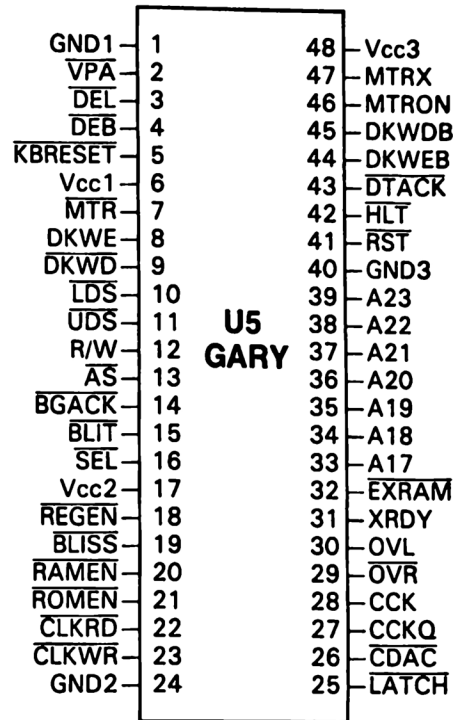 GND1 1 48 Vcc3
VPA 2 47 MTRX
DEL 3 46 MTRON
DEB 4 45 DKWDB
KBRESET 5 44 DKWEB
Vcc1 6 43 DTACK
MTR 7 42 HLT
DKWE 8 41 RST
DKWD 9 40 GND3
LDS 10 39 A23
UDS 11 U5 38 A22
R/W 12 GARY 37 A21
AS 13 36 A20
BGACK 14 35 A19
BLIT 15 34 A18
SEL 16 33 A17
Vcc2 17 32 EXRAM
REGEN 18 31 XRDY
BLISS 19 30 OVL
RAMEN 20 29 OVR
ROMEN 21 28 CCK
CLKRD 22 27 CCKQ
CLKWR 23 26 CDAC
GND2 24 25 LATCH